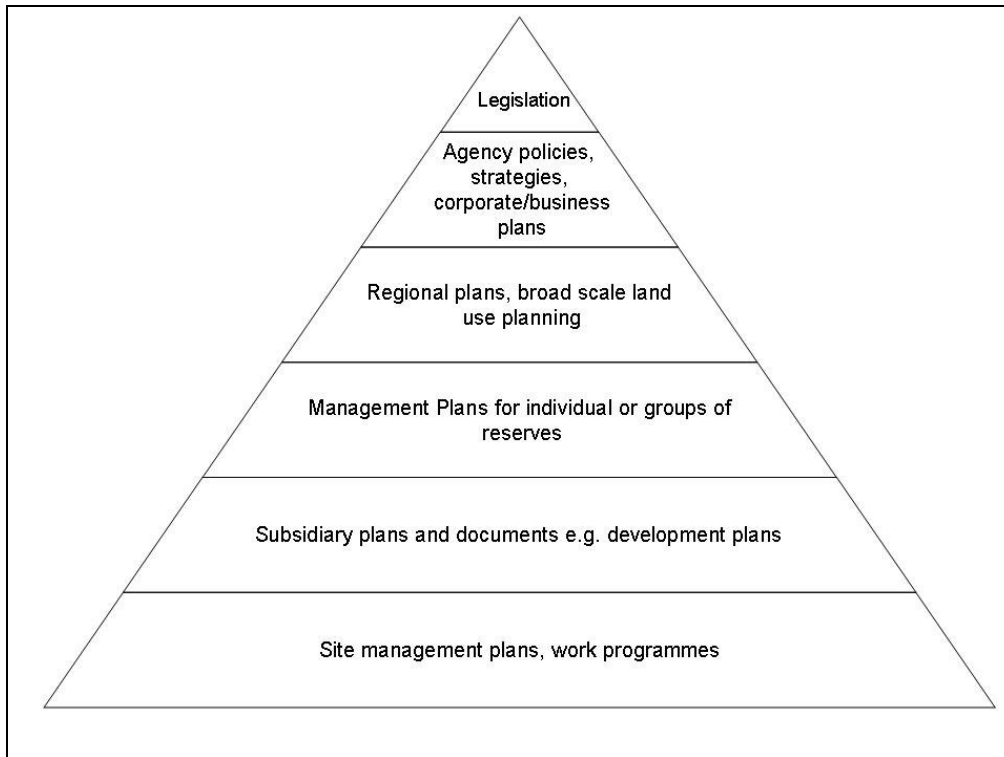 Legislation
Agency policies,
strategies,
corporate/business
plans
Regional plans, broad scale land
use planning
Management Plans for individual or groups of
reserves
Subsidiary plans and documents e.g. development plans
Site management plans, work programmes